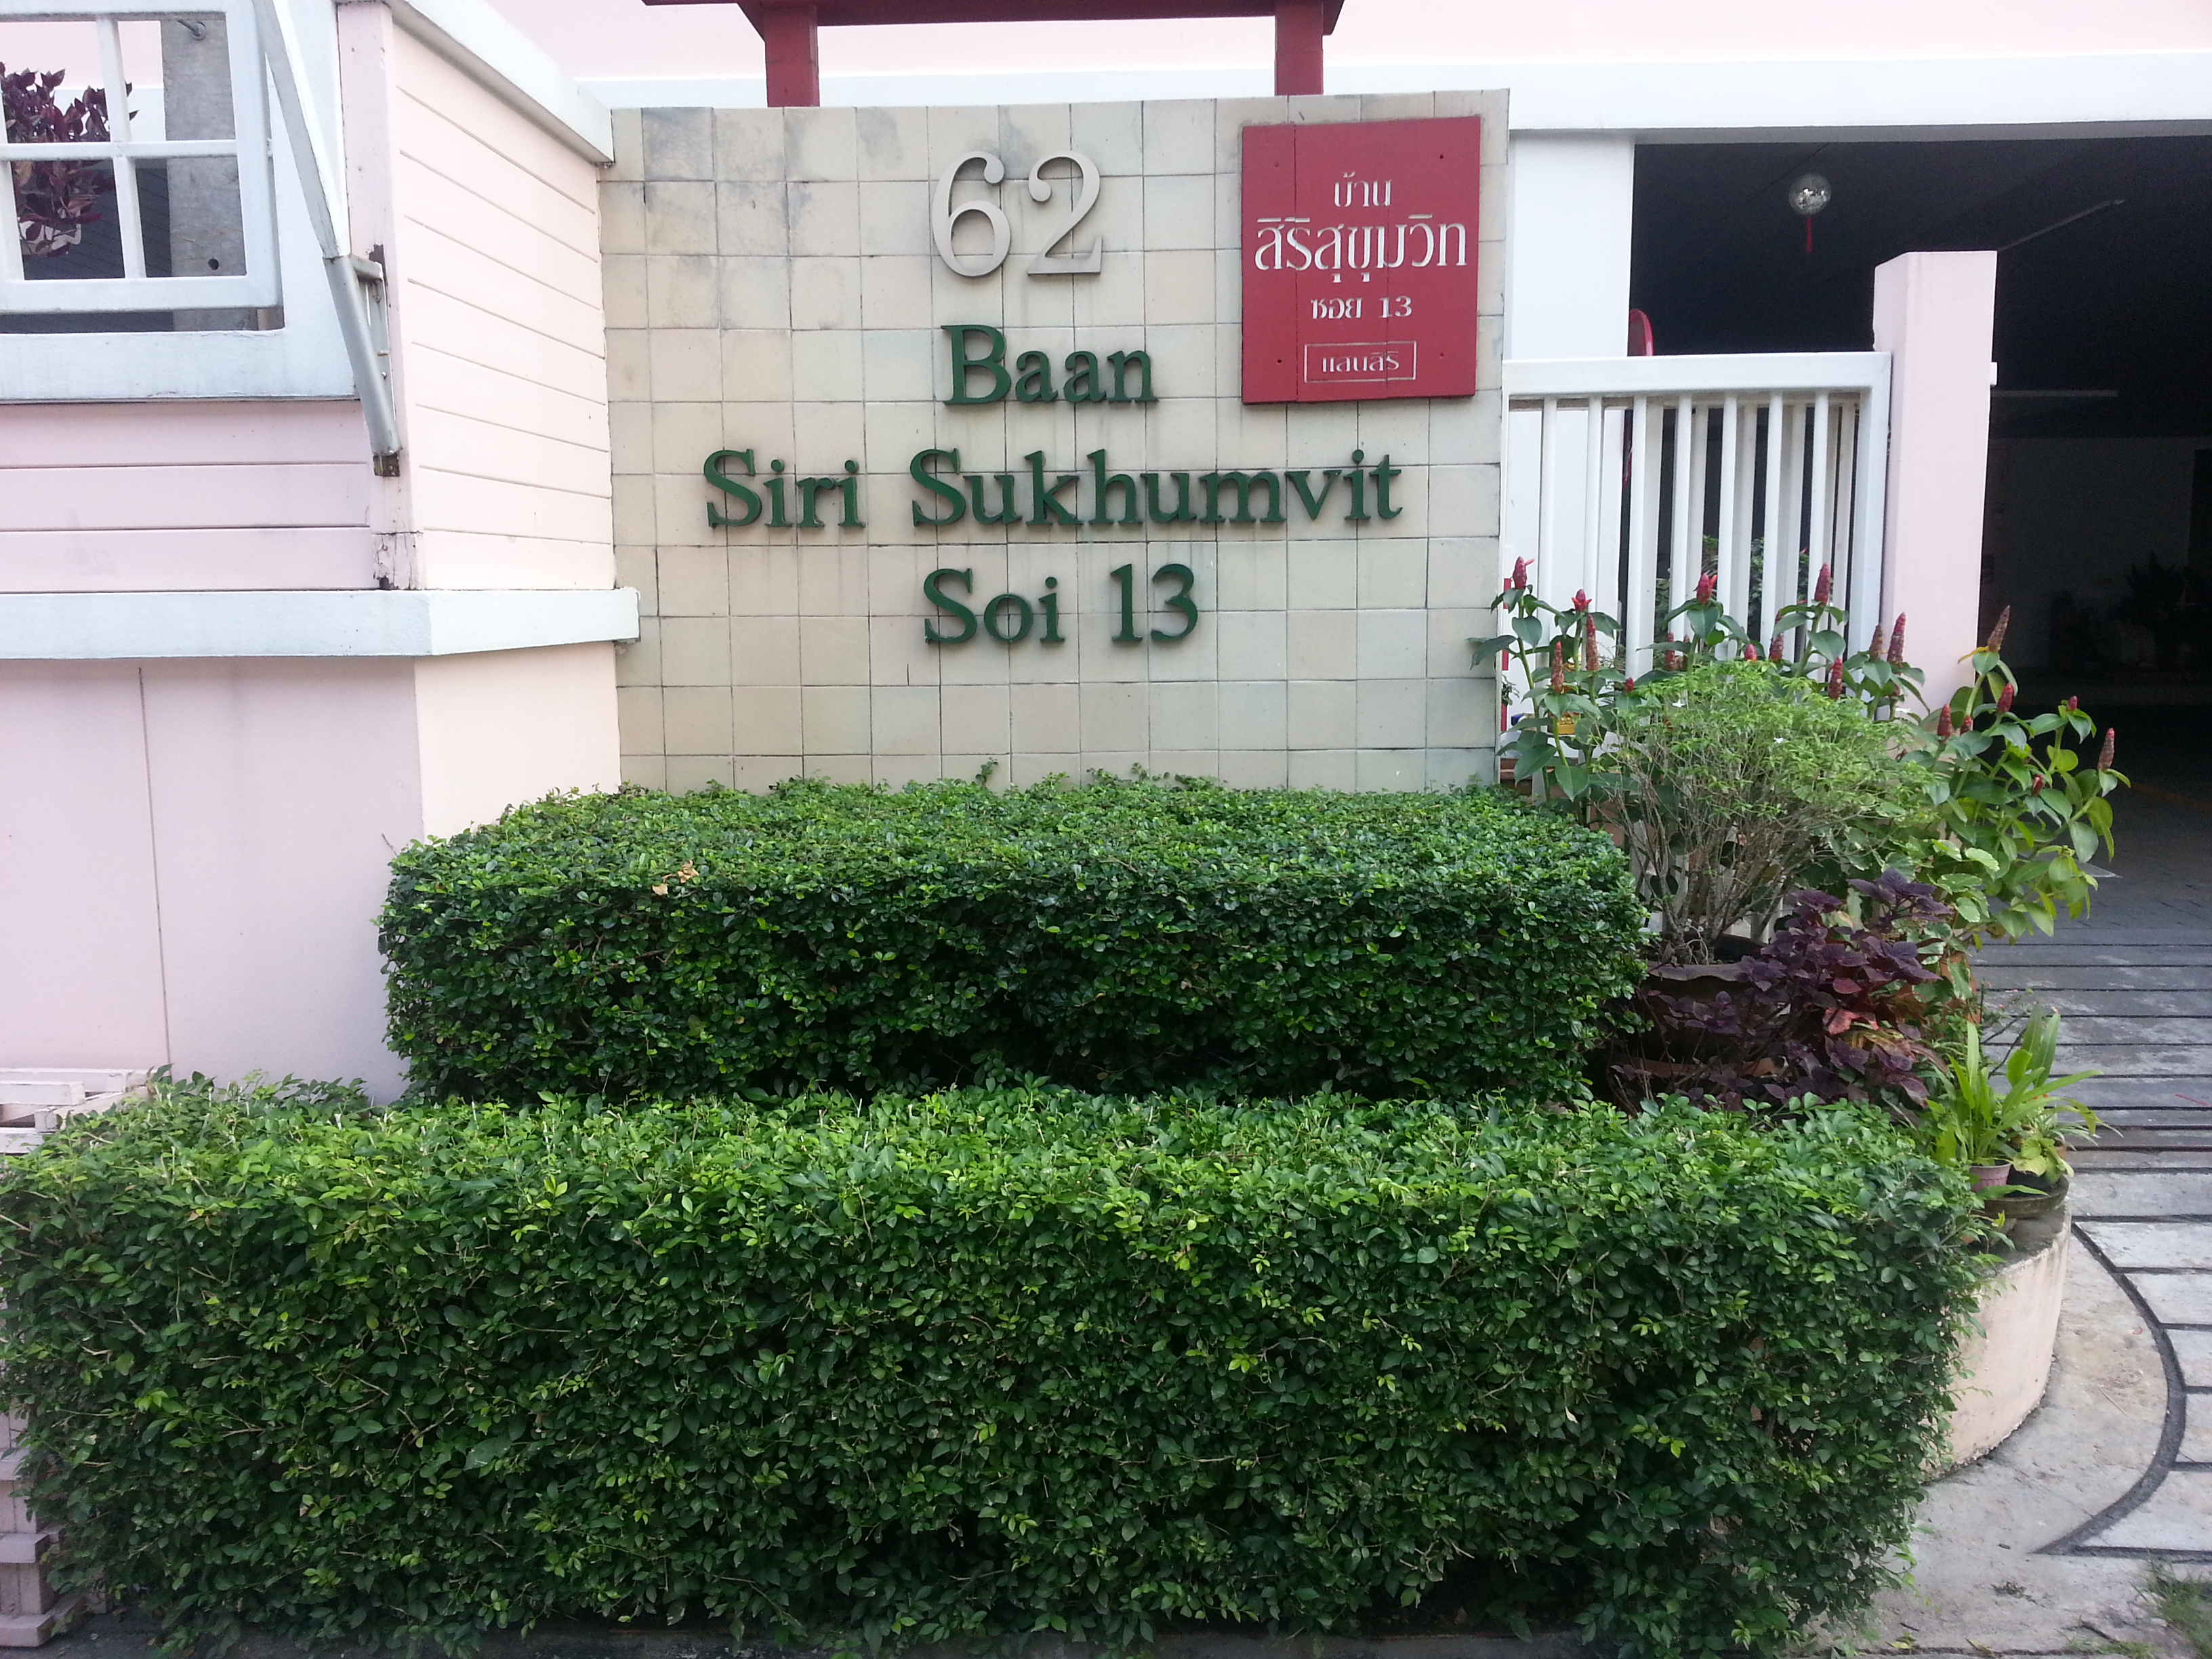 62
Baan
Siri Sukhumvit
Soi 13
บ้าน
สิริสุขุมวิท
ซอย 13
แสนสิริ